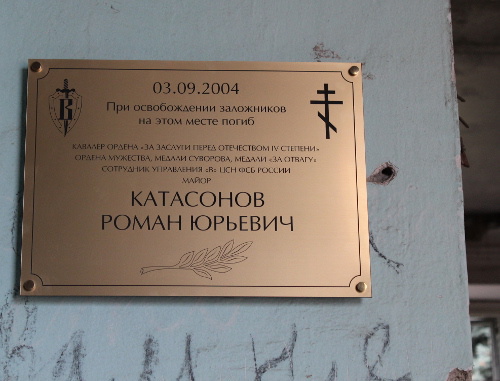 В
03.09.2004
При освобождении заложников
на этом месте погиб
КАВАЛЕР ОРДЕНА «ЗА ЗАСЛУГИ ПЕРЕД ОТЕЧЕСТВОМ IV СТЕПЕНИ»
ОРДЕНА МУЖЕСТВА, МЕДАЛИ СУВОРОВА, МЕДАЛИ «ЗА ОТВАГУ»
СОТРУДНИК УПРАВЛЕНИЯ «В» ЦСН ФСБ РОССИИ
МАЙОР
КАТАСОНОВ
РОМАН ЮРЬЕВИЧ